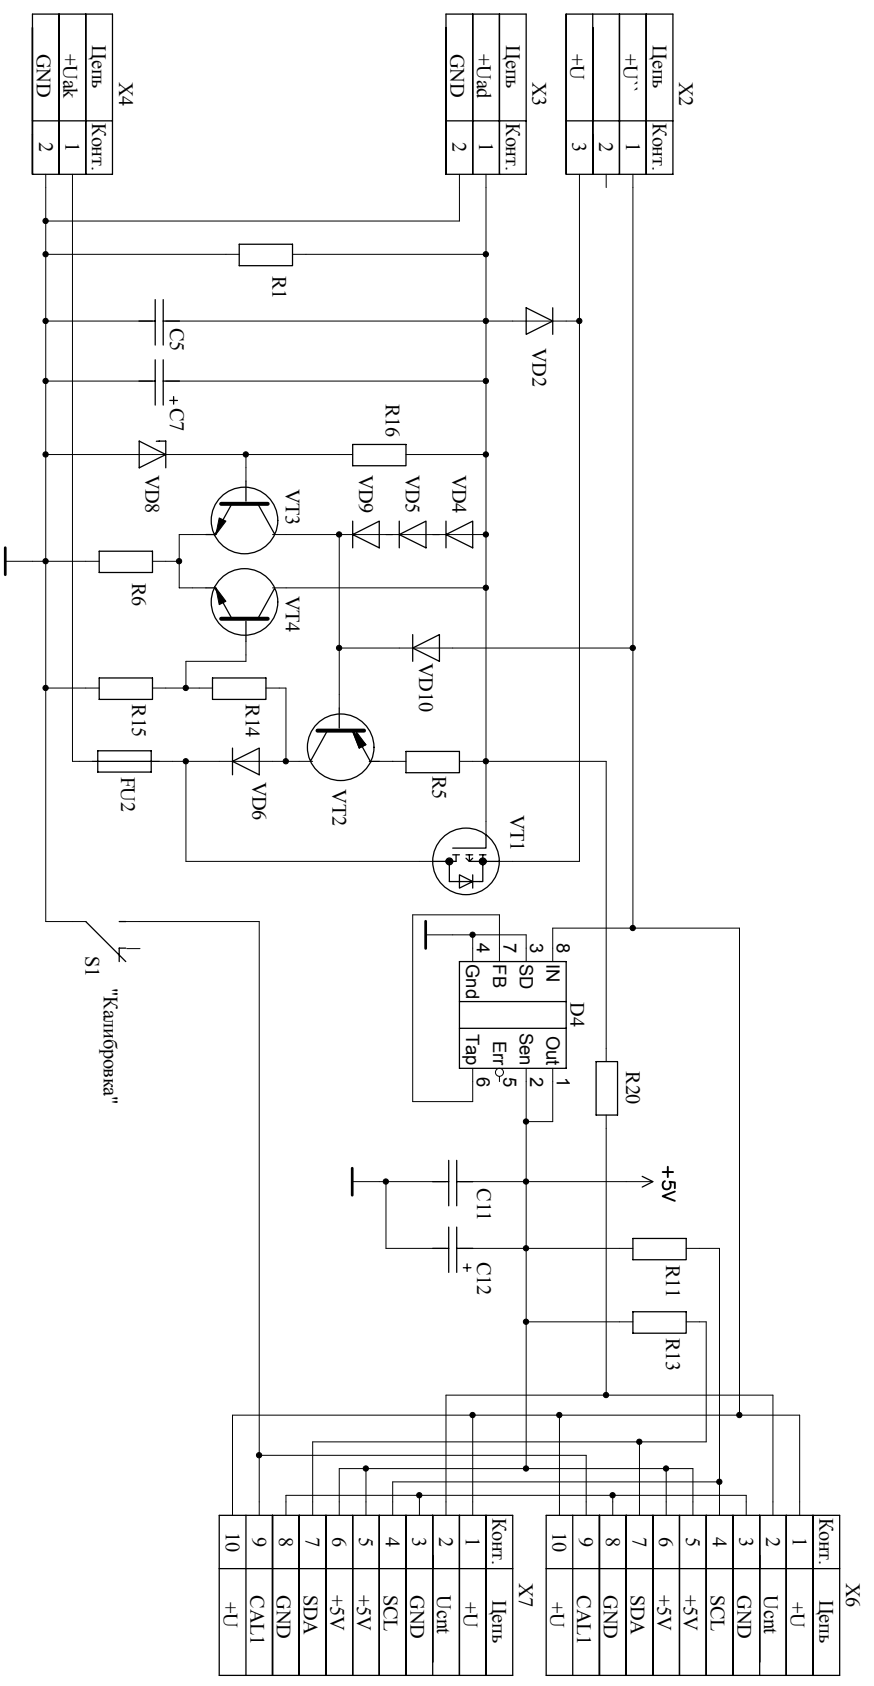 X2
Цепь Конт.
+U`` 1
2
+U 3
X3
Цепь Конт.
+Uad 1
GND 2
X4
Цепь Конт.
+Uak 1
GND 2
R1
VD2
C5
+ C7
R16
VD8
VD9
VD5
VD4
VT3
VT4
R6
VD10
R15
R14
FU2
VD6
VT2
R5
VT1
S1
"Калибровка"
D4
8 IN
3 SD
7 FB
4 Gnd
Out 1
Sen 2
Err 5
Tap 6
R20
+5V
C11
+ C12
R11
R13
X6
Конт. Цепь
1 +U
2 Ucnt
3 GND
4 SCL
5 +5V
6 +5V
7 SDA
8 GND
9 CAL1
10 +U
X7
Конт. Цепь
1 +U
2 Ucnt
3 GND
4 SCL
5 +5V
6 +5V
7 SDA
8 GND
9 CAL1
10 +U